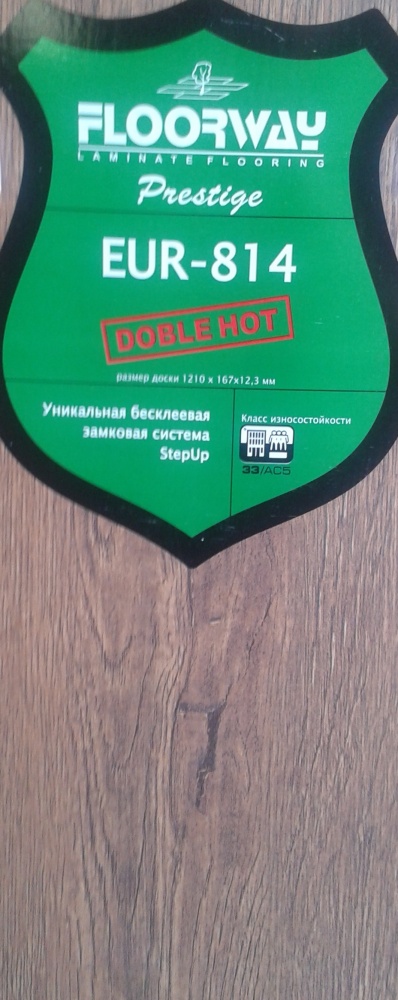 FLOORWAY
LAMINATE FLOORING
Prestige
EUR-814
DOBLE HOT
размер доски 1210 x 167x12,3 мм
Уникальная бесклеевая
замковая система
StepUp
Класс износостойкости
33/AC5